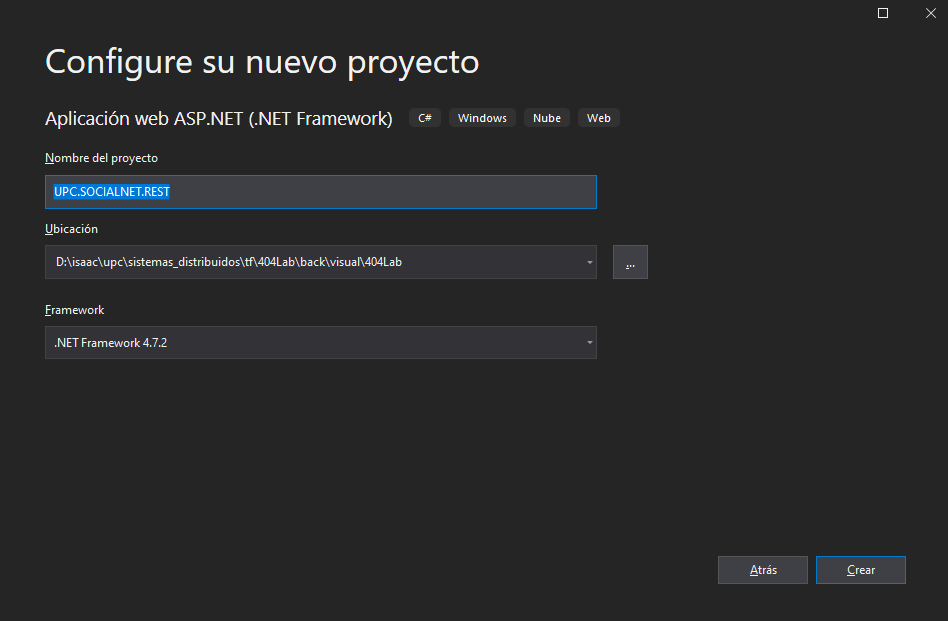 Configure su nuevo proyecto
Aplicación web ASP.NET (.NET Framework) C# Windows Nube Web
Nombre del proyecto
UPC.SOCIALNET.REST
Ubicación
D:\isaac\upc\sistemas_distribuidos\tf\404Lab\back\visual\404Lab
...
Framework
.NET Framework 4.7.2
Atrás Crear